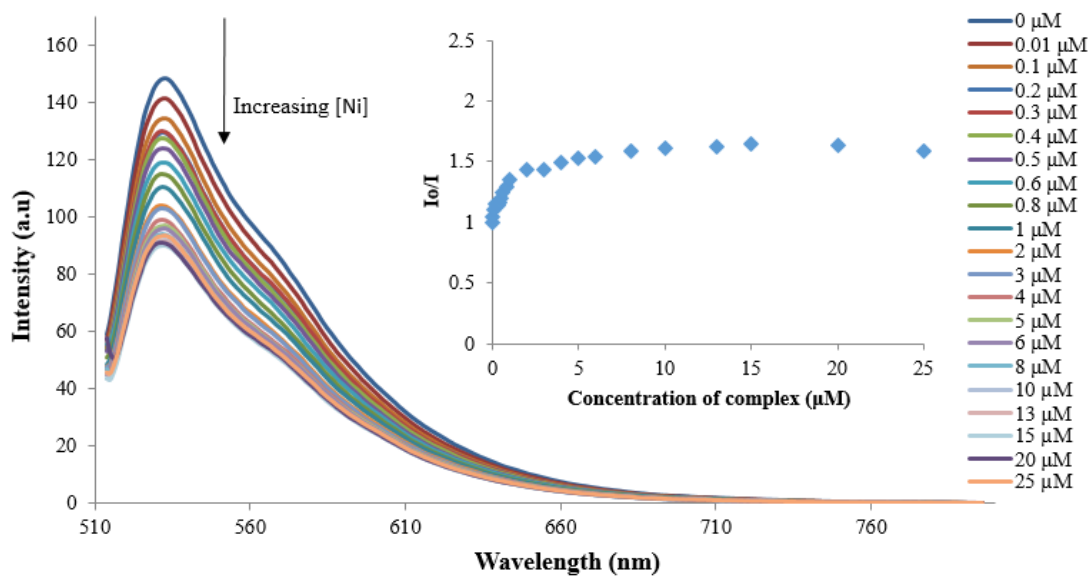 160
140
120
100
80
60
40
20
0
Intensity (a.u)
510
560
610
660
710
760
Wavelength (nm)
Increasing [Ni]
2.5
2
1.5
1
0.5
0
Io/I
0
5
10
15
20
25
Concentration of complex (μM)
0 μM
0.01 μM
0.1 μM
0.2 μM
0.3 μM
0.4 μM
0.5 μM
0.6 μM
0.8 μM
1 μM
2 μM
3 μM
4 μM
5 μM
6 μM
8 μM
10 μM
13 μM
15 μM
20 μM
25 μM